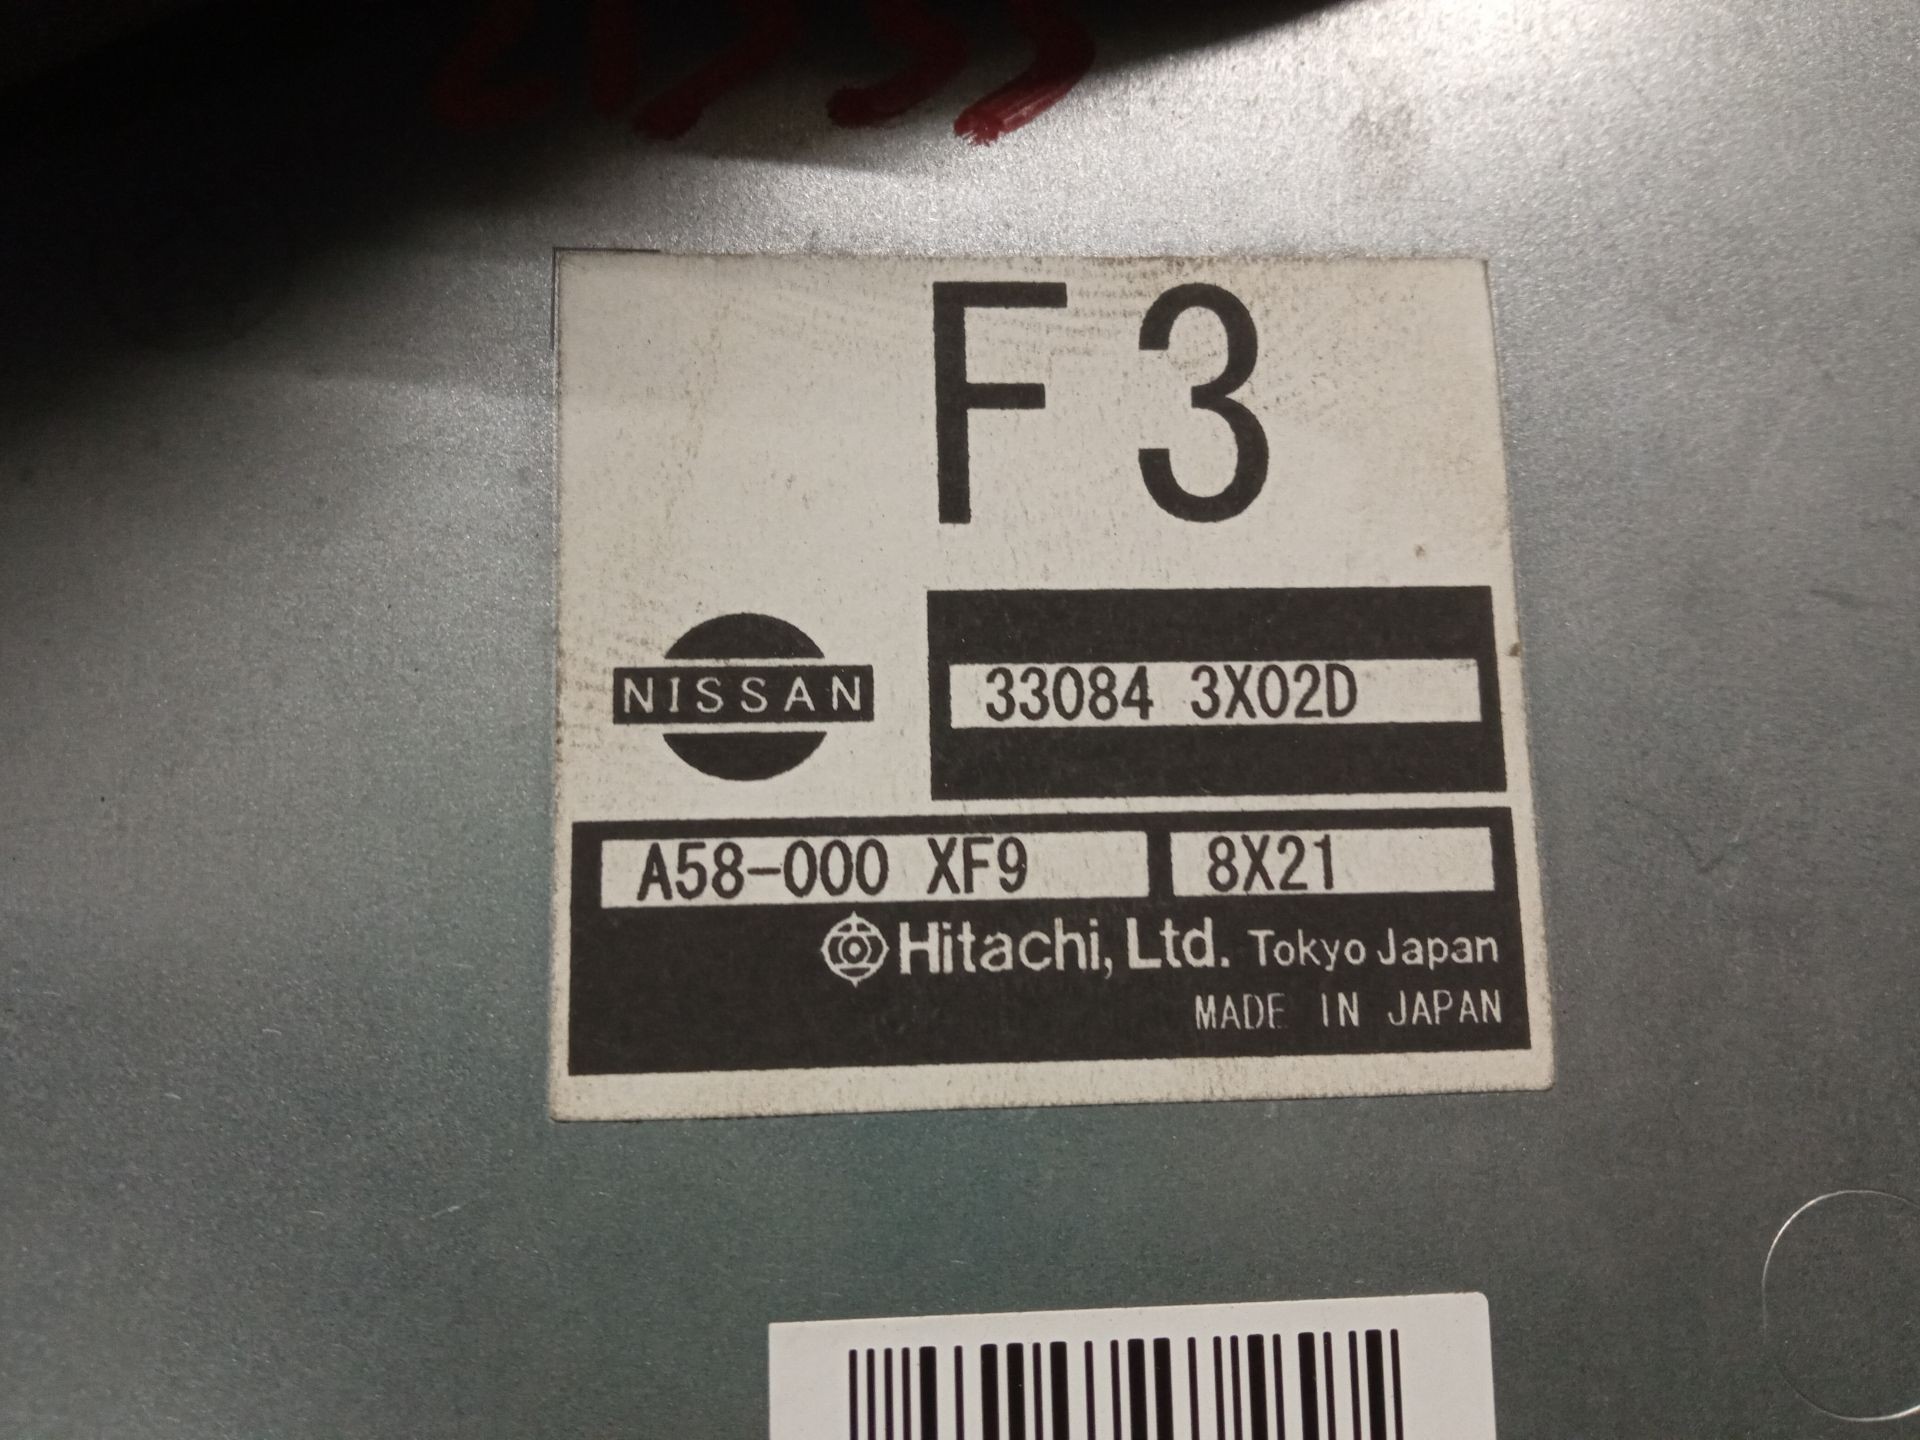 F3
NISSAN
33084 3X02D
A58-000 XF9 8X21
Hitachi, Ltd. Tokyo Japan
MADE IN JAPAN